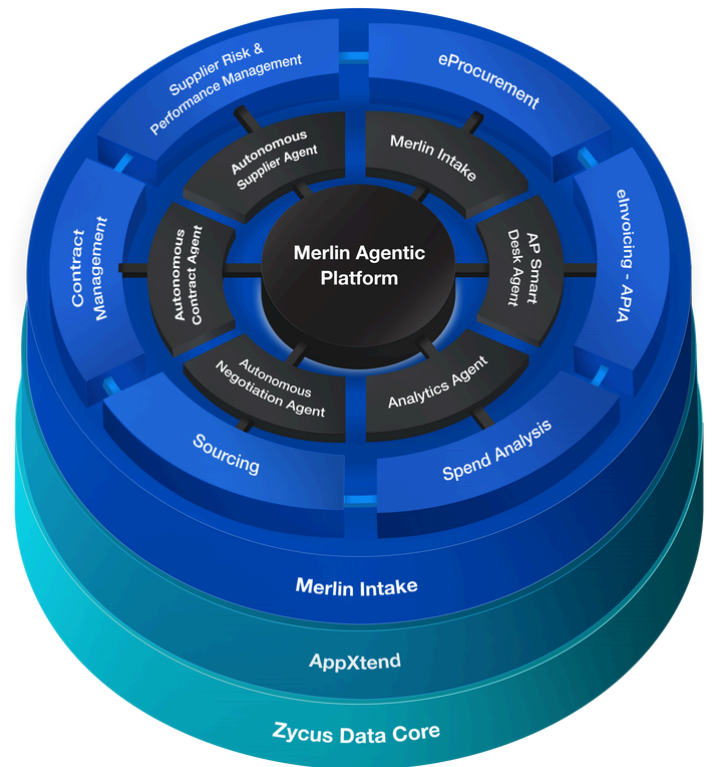 Supplier Risk &
Performance Management
eProcurement
Autonomous
Supplier Agent
Merlin Intake
Contract
Management
Autonomous
Contract Agent
Merlin Agentic
Platform
AP Smart
Desk Agent
eInvoicing - APIA
Autonomous
Negotiation Agent
Analytics Agent
Sourcing
Spend Analysis
Merlin Intake
AppXtend
Zycus Data Core